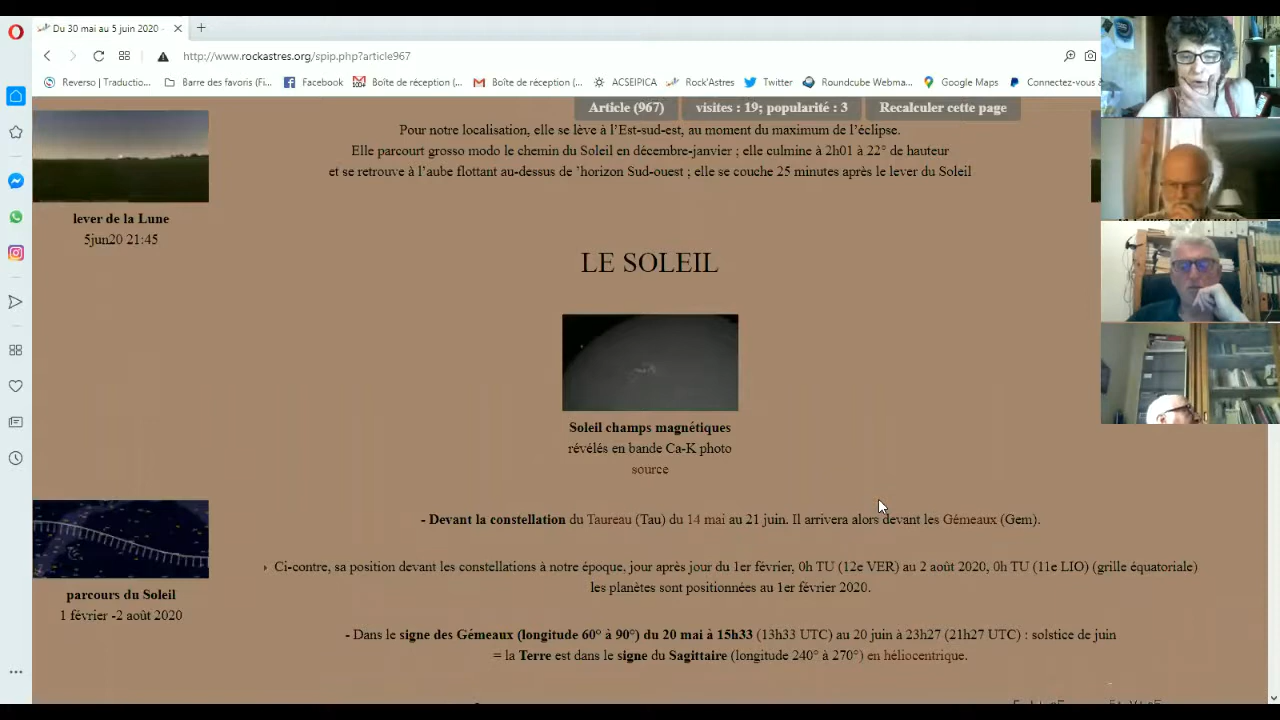 Du 30 mai au 5 juin 2020 -
http://www.rockastres.org/spip.php?article967
Reverso | Traductio... Barre des favoris (Fi... Facebook Boîte de réception (... Boîte de réception (... ACSEIPICA Rock'Astres Twitter Roundcube Webma... Google Maps Connectez-vous
Article (967) visites : 19; popularité : 3 Recalculer cette page
Pour notre localisation, elle se lève à l'Est-sud-est, au moment du maximum de l'éclipse.
Elle parcourt grosso modo le chemin du Soleil en décembre-janvier ; elle culmine à 2h01 à 22° de hauteur
et se retrouve à l'aube flottant au-dessus de 'horizon Sud-ouest ; elle se couche 25 minutes après le lever du Soleil
lever de la Lune
5jun20 21:45
LE SOLEIL
Soleil champs magnétiques
révélés en bande Ca-K photo
source
- Devant la constellation du Taureau (Tau) du 14 mai au 21 juin. Il arrivera alors devant les Gémeaux (Gem).
Ci-contre, sa position devant les constellations à notre époque, jour après jour du 1er février, 0h TU (12e VER) au 2 août 2020, 0h TU (11e LIO) (grille équatoriale)
les planètes sont positionnées au 1er février 2020.
parcours du Soleil
1 février -2 août 2020
- Dans le signe des Gémeaux (longitude 60° à 90°) du 20 mai à 15h33 (13h33 UTC) au 20 juin à 23h27 (21h27 UTC) : solstice de juin
= la Terre est dans le signe du Sagittaire (longitude 240° à 270°) en héliocentrique.